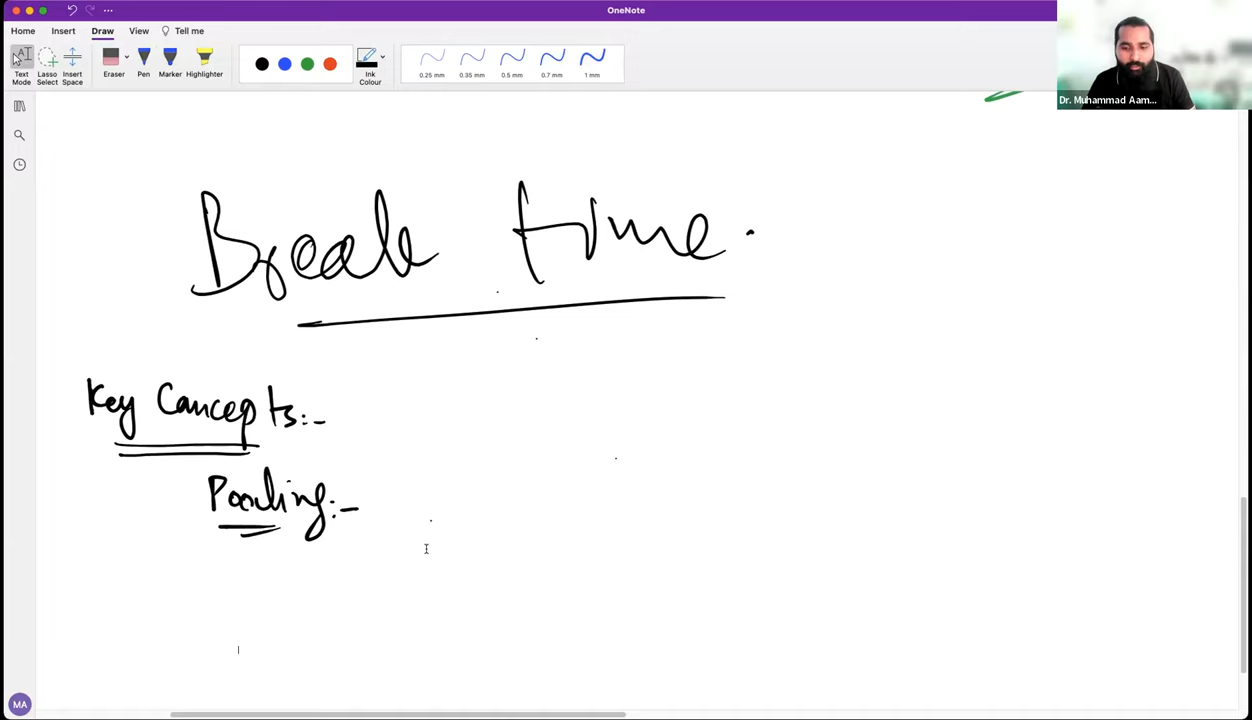 OneNote
Home Insert Draw View Tell me
Text Mode Lasso Select Insert Space Eraser Pen Marker Highlighter Ink Colour 0.25 mm 0.35 mm 0.5 mm 0.7 mm 1 mm
Dr. Muhammad Aam...
Break time.
Key Concepts:-
Pooling:-
MA